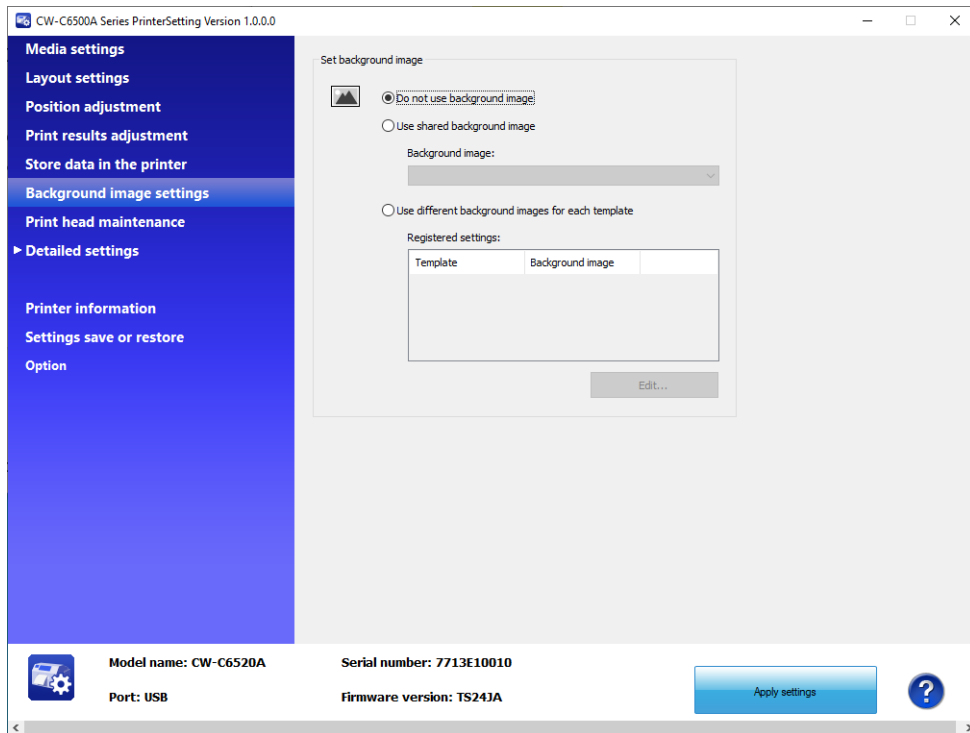 CW-C6500A Series PrinterSetting Version 1.0.0.0
Media settings
Layout settings
Position adjustment
Print results adjustment
Store data in the printer
Background image settings
Print head maintenance
Detailed settings
Printer information
Settings save or restore
Option
Set background image
Do not use background image
Use shared background image
Background image:
Use different background images for each template
Registered settings:
Template Background image
Edit...
Model name: CW-C6520A Serial number: 7713E10010
Port: USB Firmware version: TS24JA
Apply settings
?